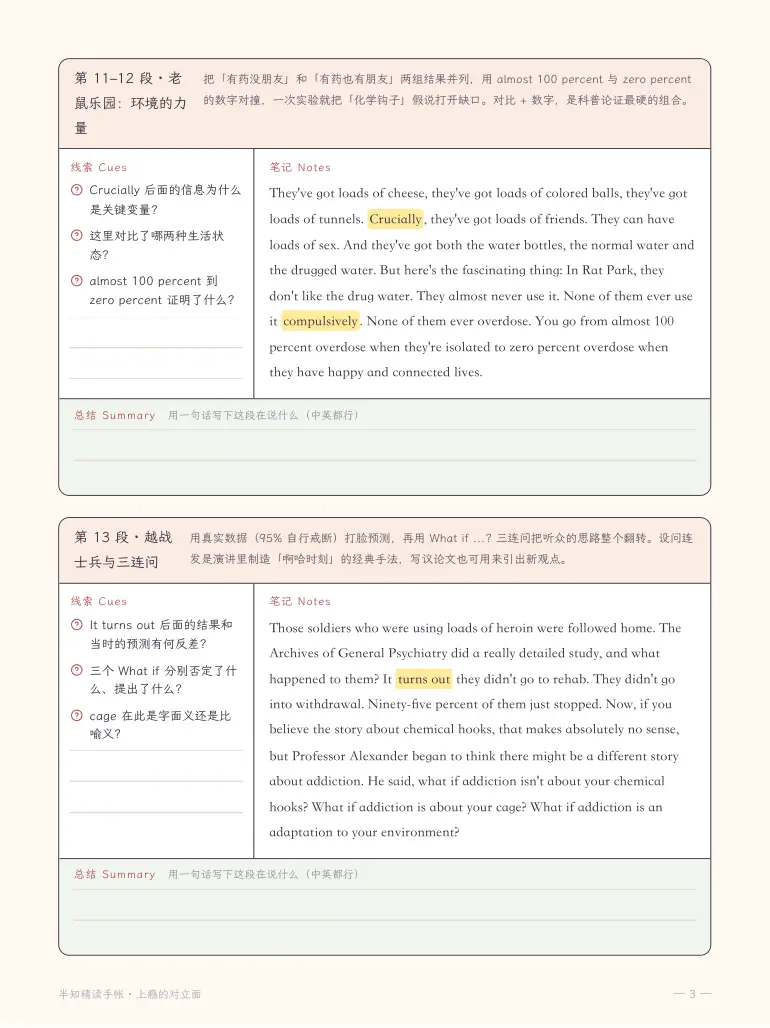 第 11–12 段・老
鼠乐园：环境的力
量
把「有药没朋友」和「有药也有朋友」两组结果并列，用 almost 100 percent 与 zero percent
的数字对撞，一次实验就把「化学钩子」假说打开缺口。对比 + 数字，是科普论证最硬的组合。
线索 Cues
Crucially 后面的信息为什么
是关键变量？
这里对比了哪两种生活状
态？
almost 100 percent 到
zero percent 证明了什么？
笔记 Notes
They've got loads of cheese, they've got loads of colored balls, they've got
loads of tunnels. Crucially, they've got loads of friends. They can have
loads of sex. And they've got both the water bottles, the normal water and
the drugged water. But here's the fascinating thing: In Rat Park, they
don't like the drug water. They almost never use it. None of them ever use
it compulsively. None of them ever overdose. You go from almost 100
percent overdose when they're isolated to zero percent overdose when
they have happy and connected lives.
总结 Summary 用一句话写下这段在说什么（中英都行）
第 13 段・越战
士兵与三连问
用真实数据（95% 自行戒断）打脸预测，再用 What if …? 三连问把听众的思路整个翻转。设问连
发是演讲里制造「啊哈时刻」的经典手法，写议论文也可用来引出新观点。
线索 Cues
It turns out 后面的结果和
当时的预测有何反差？
三个 What if 分别否定了什
么、提出了什么？
cage 在此是字面义还是比
喻义？
笔记 Notes
Those soldiers who were using loads of heroin were followed home. The
Archives of General Psychiatry did a really detailed study, and what
happened to them? It turns out they didn't go to rehab. They didn't go
into withdrawal. Ninety-five percent of them just stopped. Now, if you
believe the story about chemical hooks, that makes absolutely no sense,
but Professor Alexander began to think there might be a different story
about addiction. He said, what if addiction isn't about your chemical
hooks? What if addiction is about your cage? What if addiction is an
adaptation to your environment?
总结 Summary 用一句话写下这段在说什么（中英都行）
半知精读手帐・上瘾的对立面
— 3 —